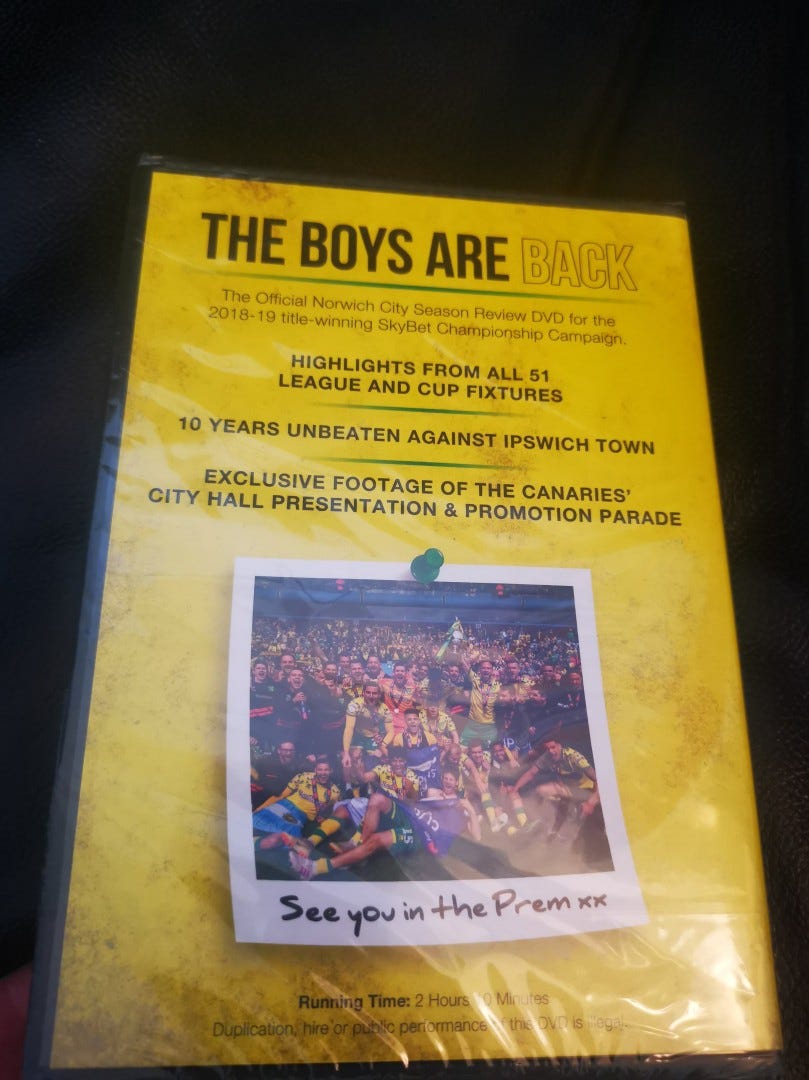 THE BOYS ARE BACK
The Official Norwich City Season Review DVD for the
2018-19 title-winning SkyBet Championship Campaign.
HIGHLIGHTS FROM ALL 51
LEAGUE AND CUP FIXTURES
10 YEARS UNBEATEN AGAINST IPSWICH TOWN
EXCLUSIVE FOOTAGE OF THE CANARIES'
CITY HALL PRESENTATION & PROMOTION PARADE
See you in the Prem xx
Running Time: 2 Hours Minutes
Duplication, hire or public performance of this DVD is illegal.